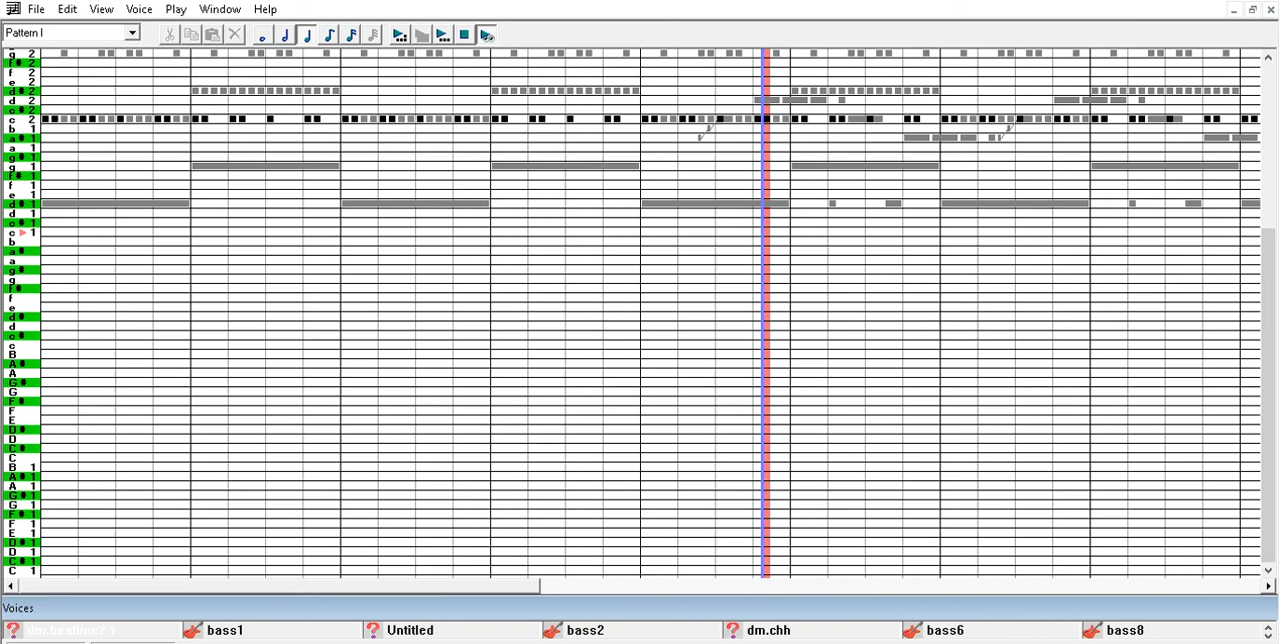 File Edit View Voice Play Window Help
Pattern I
g 2
f# 2
f 2
e 2
d# 2
d 2
c# 2
c 2
b 1
a# 1
a 1
g# 1
g 1
f# 1
f 1
e 1
d# 1
d 1
c# 1
c 1
b
a#
a
g#
g
f#
f
e
d#
d
c#
c
B
A#
A
G#
G
F#
F
E
D#
D
C#
C
B 1
A# 1
A 1
G# 1
G 1
F# 1
F 1
E 1
D# 1
D 1
C# 1
C 1
Voices
dm.beatline2 I bass1 Untitled bass2 dm.chh bass6 bass8